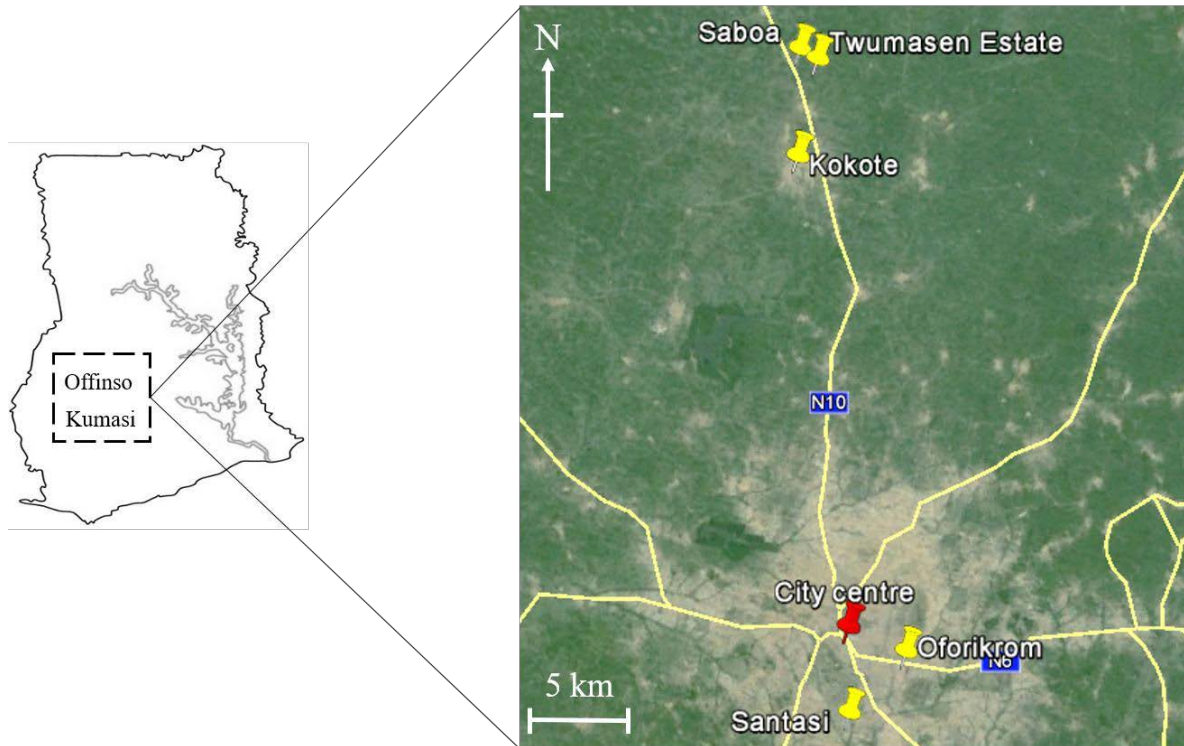 Offinso
Kumasi
N
Saboa
Twumasen Estate
Kokote
N10
City centre
Oforikrom
N6
Santasi
5 km